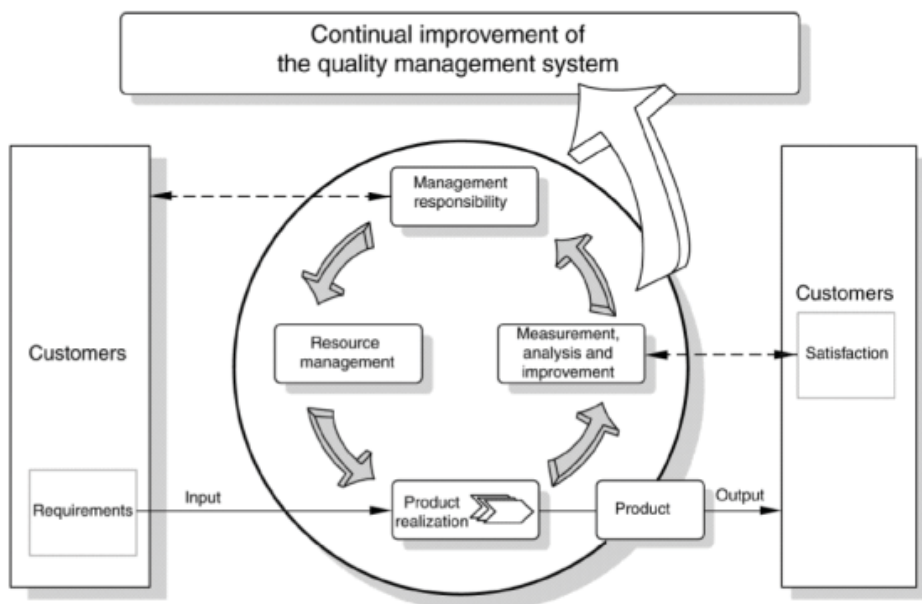 Continual improvement of
the quality management system
Management
responsibility
Customers
Resource
management
Measurement,
analysis and
improvement
Customers
Satisfaction
Requirements
Input
Product
realization
Product
Output